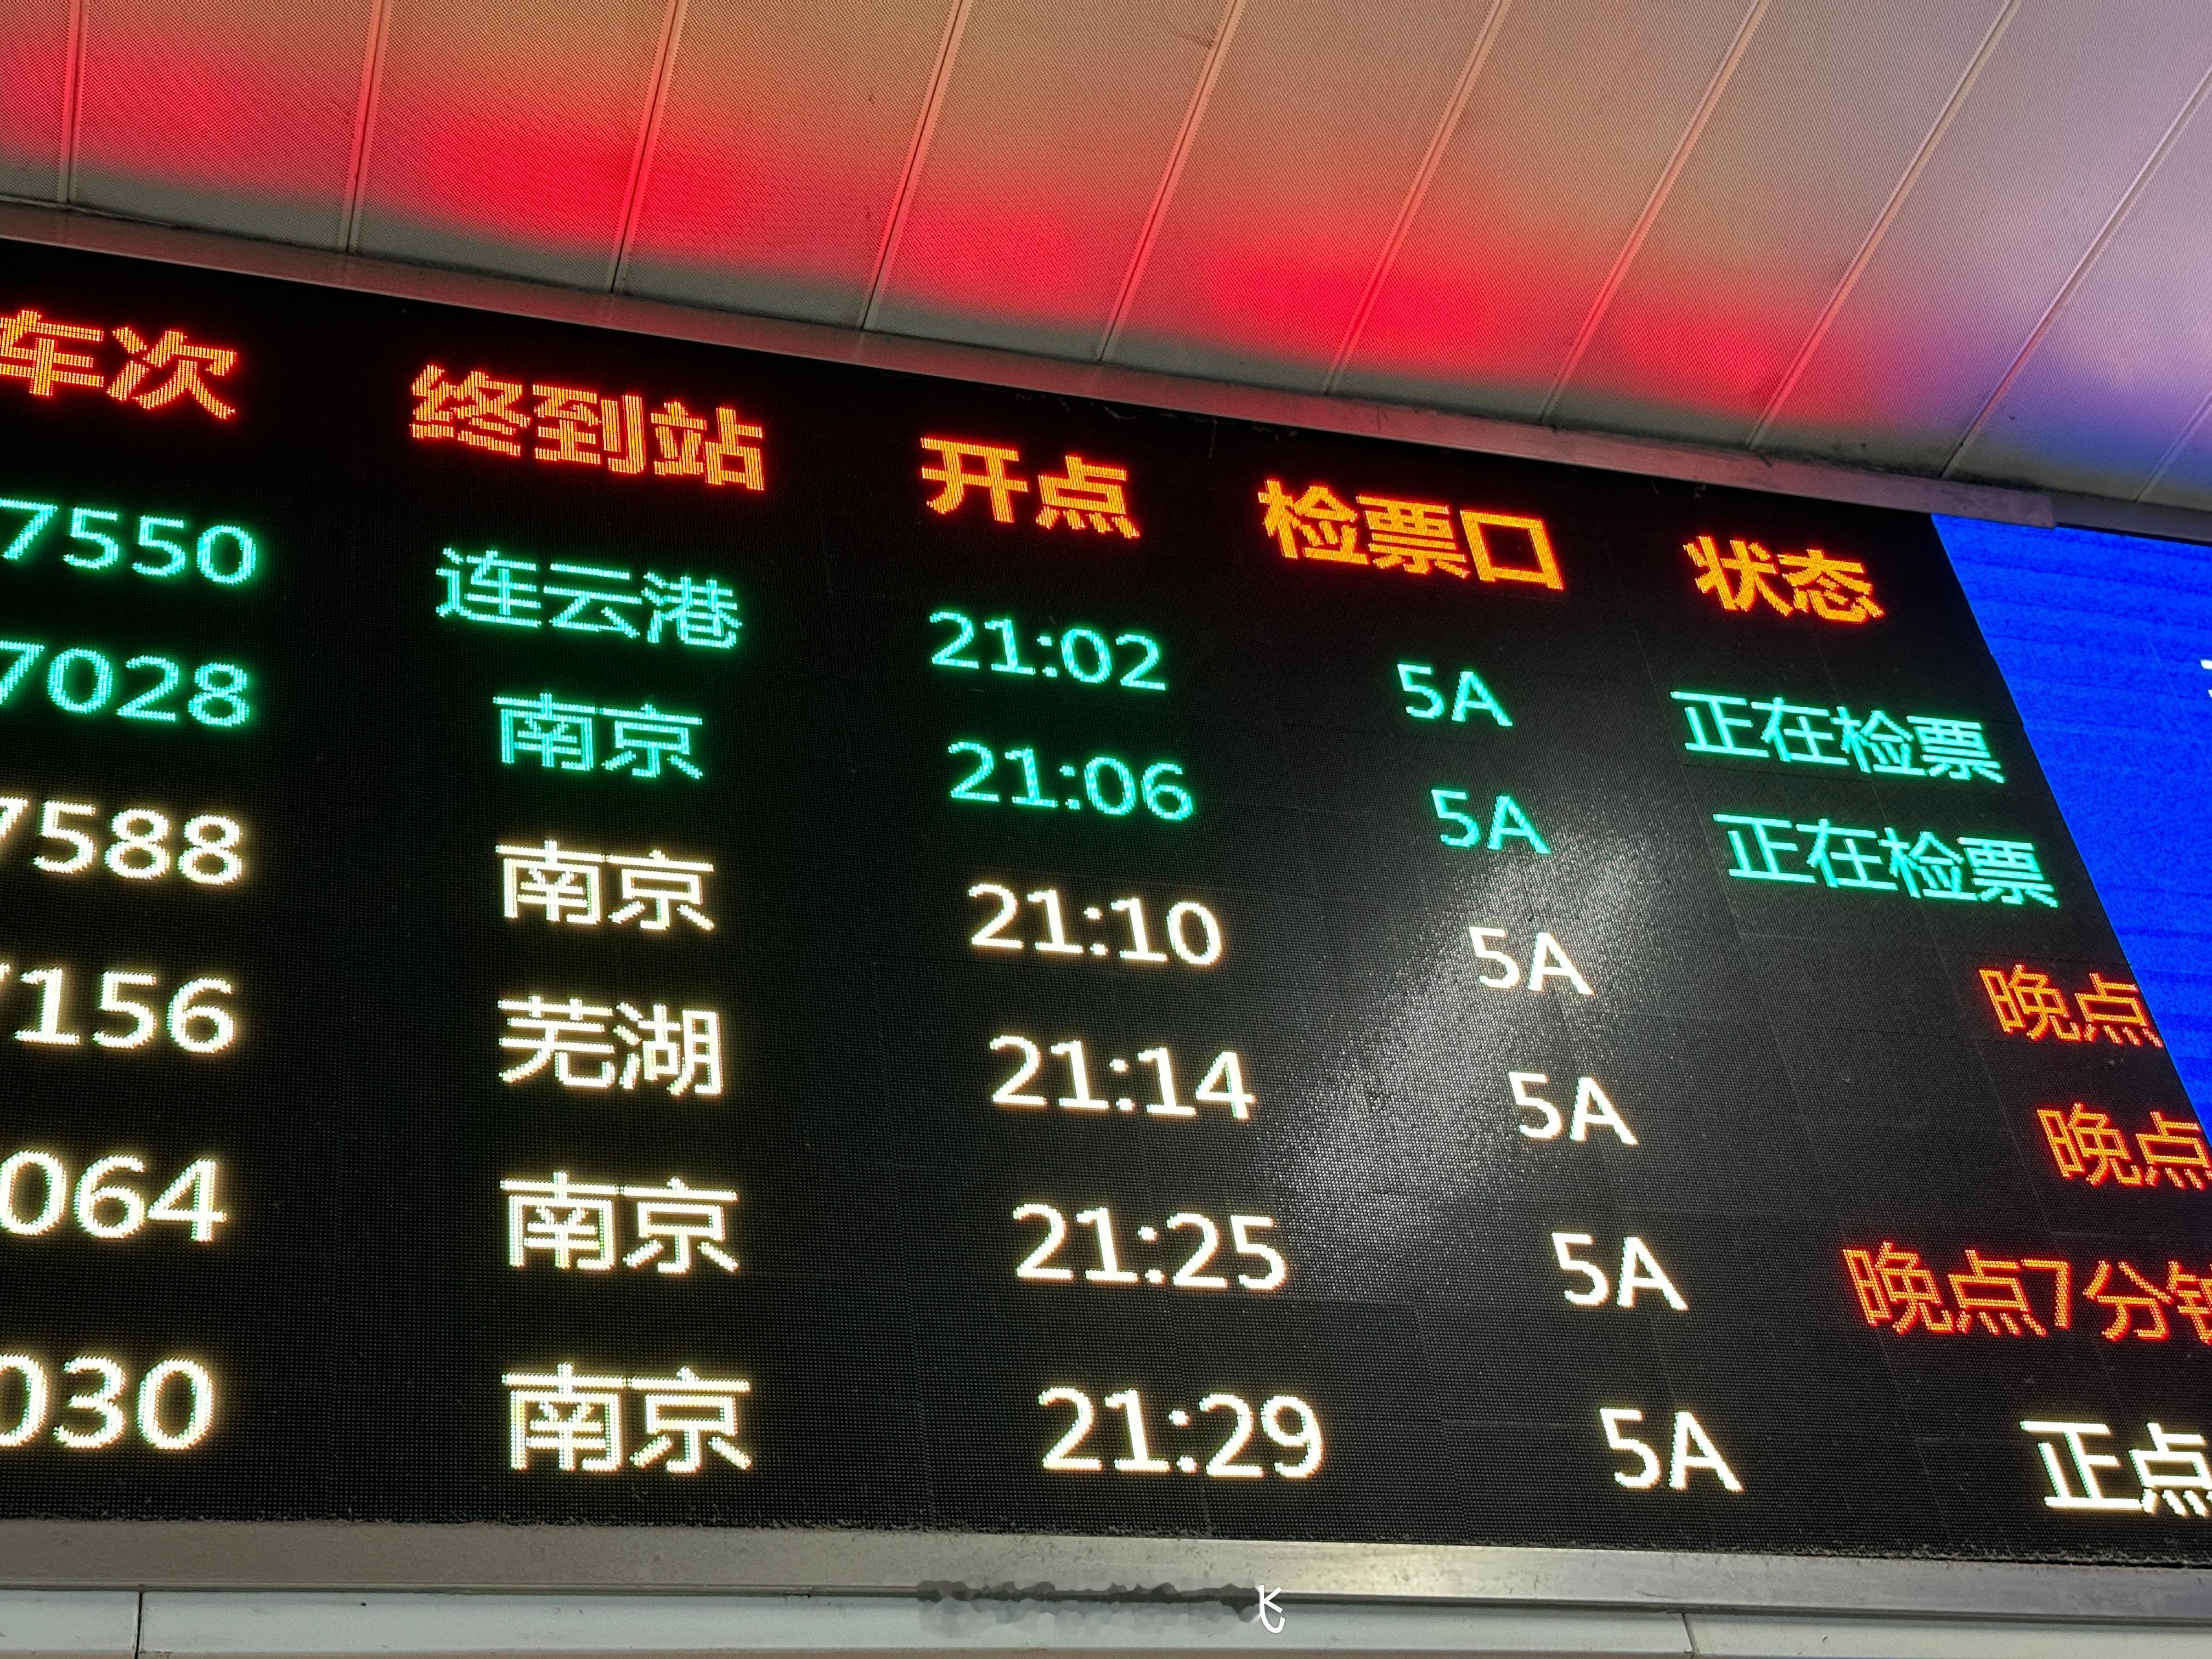 车次 终到站 开点 检票口 状态
7550 连云港 21:02 5A 正在检票
7028 南京 21:06 5A 正在检票
7588 南京 21:10 5A 晚点
7156 芜湖 21:14 5A 晚点
064 南京 21:25 5A 晚点7分钟
030 南京 21:29 5A 正点